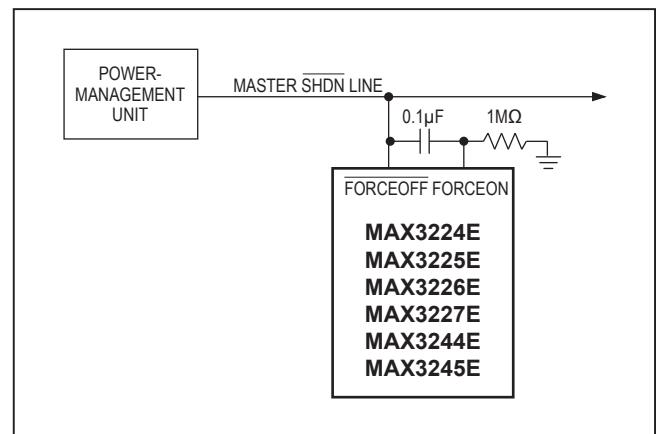 POWER-
MANAGEMENT
UNIT
MASTER SHDN LINE
0.1µF
1MΩ
FORCEOFF FORCEON
MAX3224E
MAX3225E
MAX3226E
MAX3227E
MAX3244E
MAX3245E